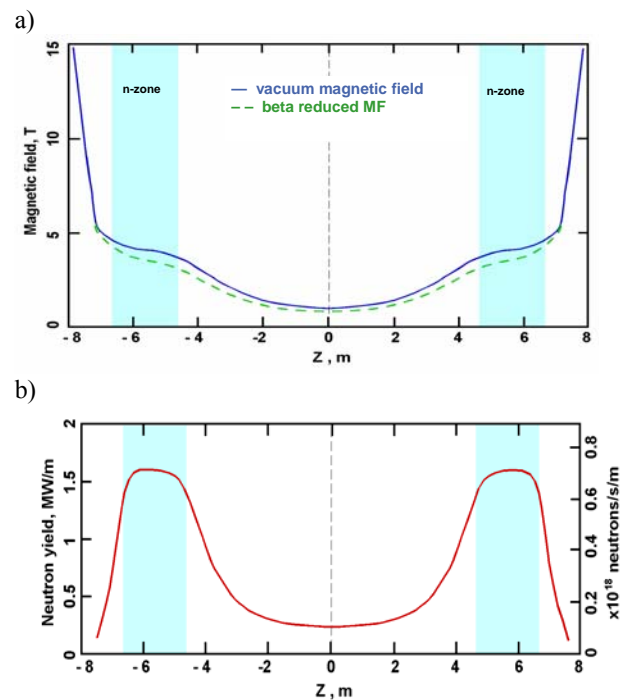 a)
15
10
5
0
Magnetic field, T
n-zone
n-zone
vacuum magnetic field
beta reduced MF
- 8
- 6
- 4
-2
0
2
4
6
8
Z , m
b)
2
1.5
1
0.5
0
Neutron yield, MW/m
0.8
0.6
0.4
0.2
0
x10¹⁸ neutrons/s/m
- 8
- 6
- 4
-2
0
2
4
6
8
Z , m